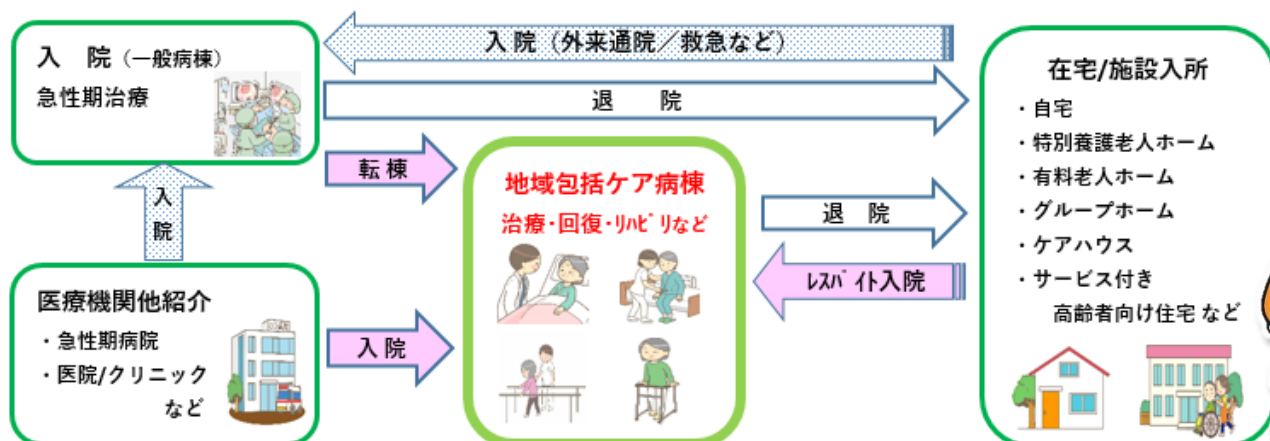 入 院（一般病棟）
急性期治療
入院（外来通院／救急など）
退 院
転棟
入院
医療機関他紹介
・急性期病院
・医院/クリニック
など
入院
地域包括ケア病棟
治療・回復・ﾘﾊﾋﾞﾘなど
退 院
ﾚｽﾊﾟｲﾄ入院
在宅/施設入所
・自宅
・特別養護老人ホーム
・有料老人ホーム
・グループホーム
・ケアハウス
・サービス付き
高齢者向け住宅 など